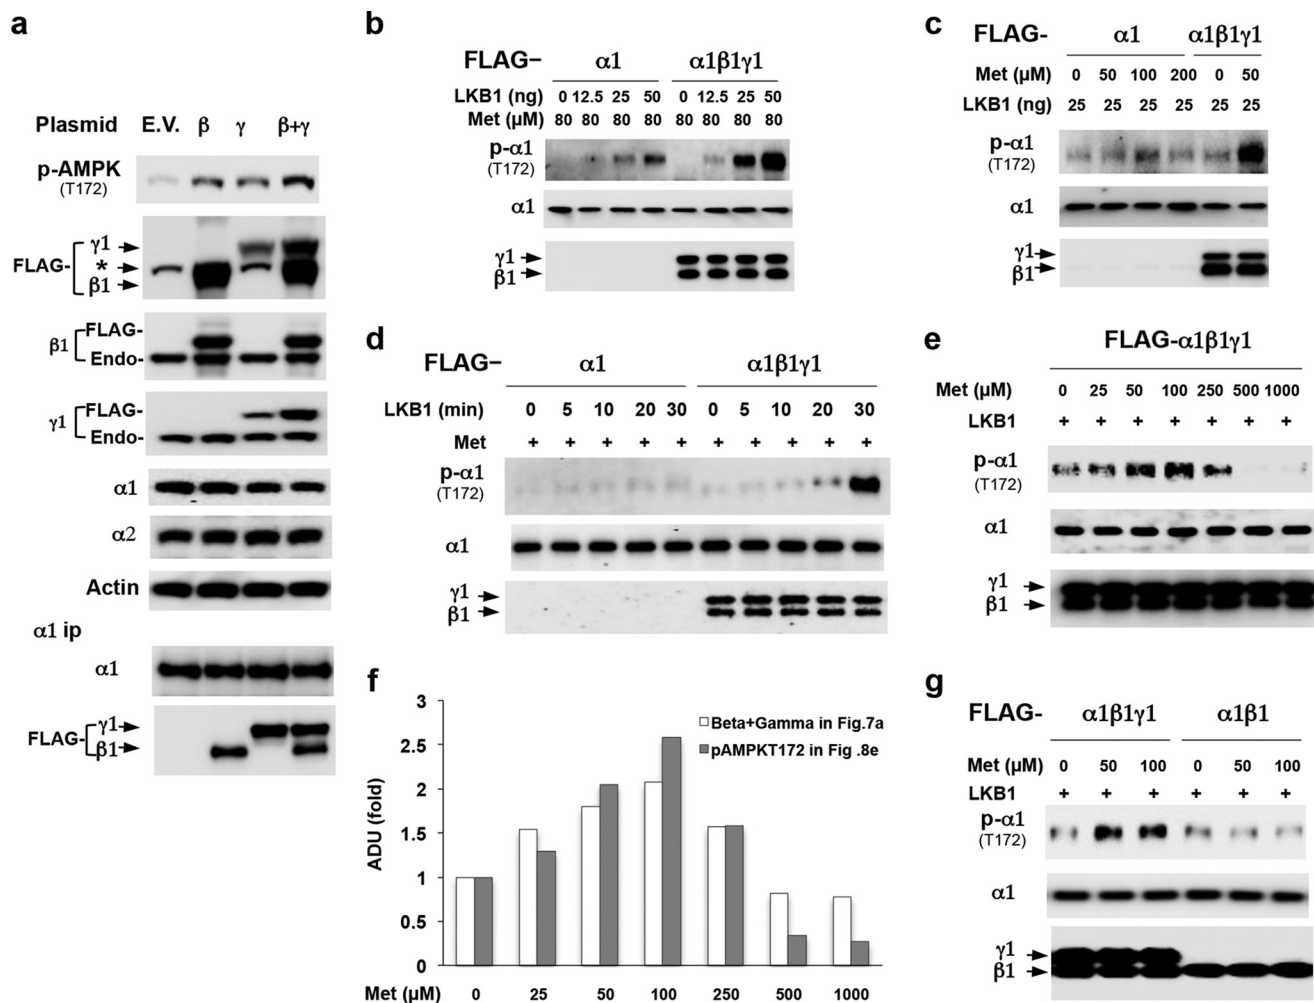 a
Plasmid E.V. β γ β+γ
p-AMPK
(T172)
FLAG-
γ1
*
β1
β1
FLAG-
Endo-
γ1
FLAG-
Endo-
α1
α2
Actin
α1 ip
α1
FLAG-
γ1
β1
b
FLAG– α1 α1β1γ1
LKB1 (ng) 0 12.5 25 50 0 12.5 25 50
Met (µM) 80 80 80 80 80 80 80 80
p-α1
(T172)
α1
γ1
β1
c
FLAG- α1 α1β1γ1
Met (µM) 0 50 100 200 0 50
LKB1 (ng) 25 25 25 25 25 25
p-α1
(T172)
α1
γ1
β1
d
FLAG– α1 α1β1γ1
LKB1 (min) 0 5 10 20 30 0 5 10 20 30
Met + + + + + + + + + +
p-α1
(T172)
α1
γ1
β1
e
FLAG-α1β1γ1
Met (µM) 0 25 50 100 250 500 1000
LKB1 + + + + + + +
p-α1
(T172)
α1
γ1
β1
f
ADU (fold)
3
2.5
2
1.5
1
0.5
0
Beta+Gamma in Fig.7a
pAMPKT172 in Fig .8e
Met (µM) 0 25 50 100 250 500 1000
g
FLAG- α1β1γ1 α1β1
Met (µM) 0 50 100 0 50 100
LKB1 + + + + + +
p-α1
(T172)
α1
γ1
β1